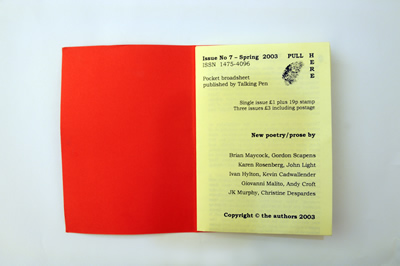 Issue No 7 – Spring 2003
ISSN 1475-4096
PULL HERE
Pocket broadsheet
published by Talking Pen
Single issue £1 plus 19p stamp
Three issues £3 including postage
New poetry/prose by
Brian Maycock, Gordon Scapens
Karen Rosenberg, John Light
Ivan Hylton, Kevin Cadwallender
Giovanni Malito, Andy Croft
JK Murphy, Christine Despardes
Copyright © the authors 2003